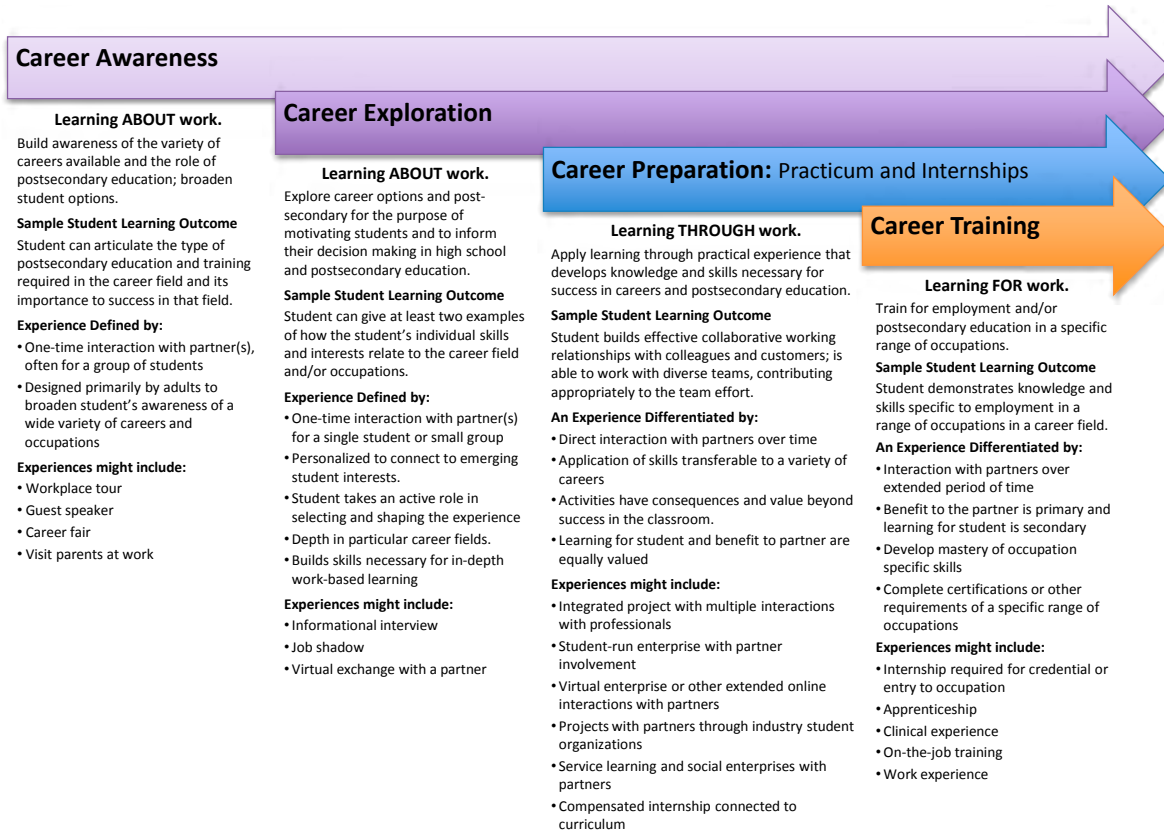 Career Awareness
Learning ABOUT work.
Build awareness of the variety of
careers available and the role of
postsecondary education; broaden
student options.
Sample Student Learning Outcome
Student can articulate the type of
postsecondary education and training
required in the career field and its
importance to success in that field.
Experience Defined by:
• One-time interaction with partner(s),
often for a group of students
• Designed primarily by adults to
broaden student’s awareness of a
wide variety of careers and
occupations
Experiences might include:
• Workplace tour
• Guest speaker
• Career fair
• Visit parents at work
Career Exploration
Learning ABOUT work.
Explore career options and post-
secondary for the purpose of
motivating students and to inform
their decision making in high school
and postsecondary education.
Sample Student Learning Outcome
Student can give at least two examples
of how the student’s individual skills
and interests relate to the career field
and/or occupations.
Experience Defined by:
• One-time interaction with partner(s)
for a single student or small group
• Personalized to connect to emerging
student interests.
• Student takes an active role in
selecting and shaping the experience
• Depth in particular career fields.
• Builds skills necessary for in-depth
work-based learning
Experiences might include:
• Informational interview
• Job shadow
• Virtual exchange with a partner
Career Preparation: Practicum and Internships
Learning THROUGH work.
Apply learning through practical experience that
develops knowledge and skills necessary for
success in careers and postsecondary education.
Sample Student Learning Outcome
Student builds effective collaborative working
relationships with colleagues and customers; is
able to work with diverse teams, contributing
appropriately to the team effort.
An Experience Differentiated by:
• Direct interaction with partners over time
• Application of skills transferable to a variety of
careers
• Activities have consequences and value beyond
success in the classroom.
• Learning for student and benefit to partner are
equally valued
Experiences might include:
• Integrated project with multiple interactions
with professionals
• Student-run enterprise with partner
involvement
• Virtual enterprise or other extended online
interactions with partners
• Projects with partners through industry student
organizations
• Service learning and social enterprises with
partners
• Compensated internship connected to
curriculum
Career Training
Learning FOR work.
Train for employment and/or
postsecondary education in a specific
range of occupations.
Sample Student Learning Outcome
Student demonstrates knowledge and
skills specific to employment in a
range of occupations in a career field.
An Experience Differentiated by:
• Interaction with partners over
extended period of time
• Benefit to the partner is primary and
learning for student is secondary
• Develop mastery of occupation
specific skills
• Complete certifications or other
requirements of a specific range of
occupations
Experiences might include:
• Internship required for credential or
entry to occupation
• Apprenticeship
• Clinical experience
• On-the-job training
• Work experience